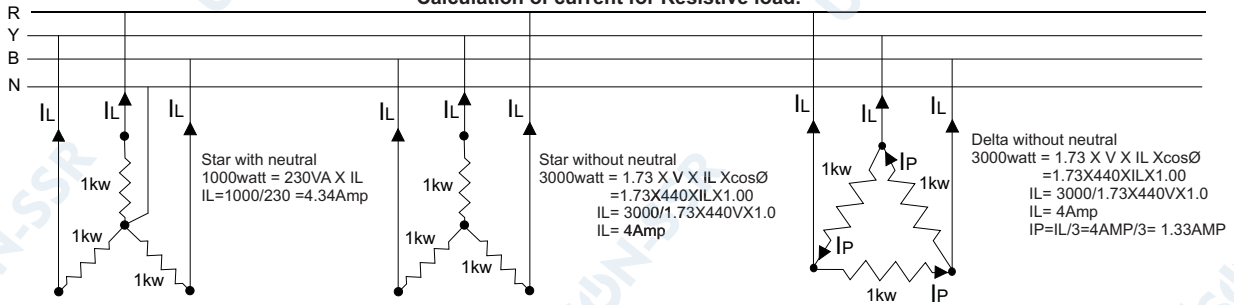 Calculation of current for Resistive load.
R
Y
B
N
IL
IL
IL
1kw
1kw
1kw
Star with neutral
1000watt = 230VA X IL
IL=1000/230 =4.34Amp
IL
IL
IL
1kw
1kw
1kw
Star without neutral
3000watt = 1.73 X V X IL XcosØ
=1.73X440XILX1.00
IL= 3000/1.73X440VX1.0
IL= 4Amp
IL
IL
IL
IP
1kw
1kw
IP
1kw
IP
Delta without neutral
3000watt = 1.73 X V X IL XcosØ
=1.73X440XILX1.00
IL= 3000/1.73X440VX1.0
IL= 4Amp
IP=IL/3=4AMP/3= 1.33AMP
N-SSR